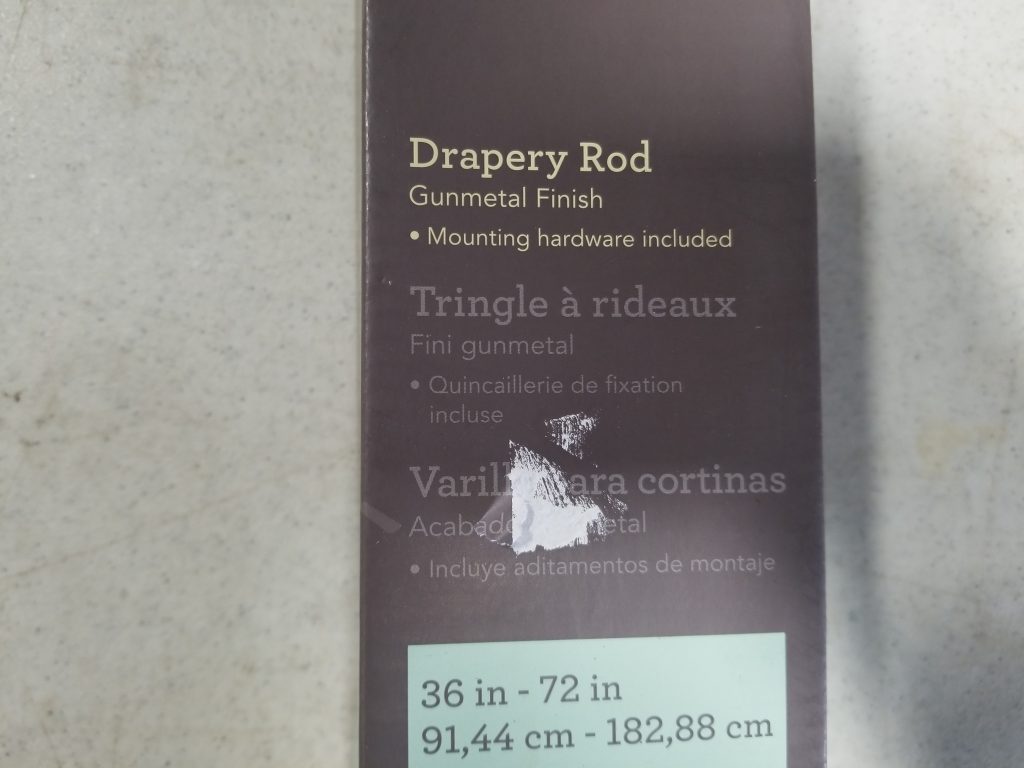 Drapery Rod
Gunmetal Finish
• Mounting hardware included
Tringle à rideaux
Fini gunmetal
• Quincaillerie de fixation
incluse
cortinas
• Incluye aditamentos de montaje
36 in - 72 in
91,44 cm - 182,88 cm